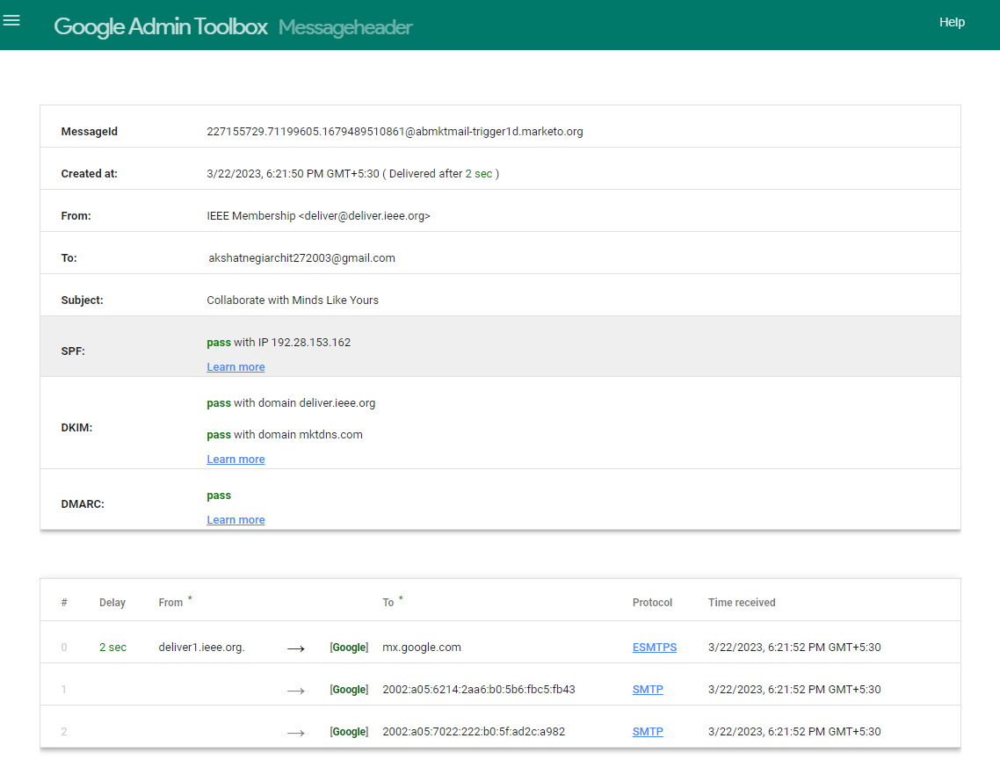 Google Admin Toolbox Messageheader
Help
MessageId 227155729.71199605.1679489510861@abmktmail-trigger1d.marketo.org
Created at: 3/22/2023, 6:21:50 PM GMT+5:30 ( Delivered after 2 sec )
From: IEEE Membership <deliver@deliver.ieee.org>
To: akshatnegiarchit272003@gmail.com
Subject: Collaborate with Minds Like Yours
SPF: pass with IP 192.28.153.162
Learn more
DKIM: pass with domain deliver.ieee.org
pass with domain mktdns.com
Learn more
DMARC: pass
Learn more
# Delay From * To * Protocol Time received
0 2 sec deliver1.ieee.org. → [Google] mx.google.com ESMTPS 3/22/2023, 6:21:52 PM GMT+5:30
1 → [Google] 2002:a05:6214:2aa6:b0:5b6:fbc5:fb43 SMTP 3/22/2023, 6:21:52 PM GMT+5:30
2 → [Google] 2002:a05:7022:222:b0:5f:ad2c:a982 SMTP 3/22/2023, 6:21:52 PM GMT+5:30